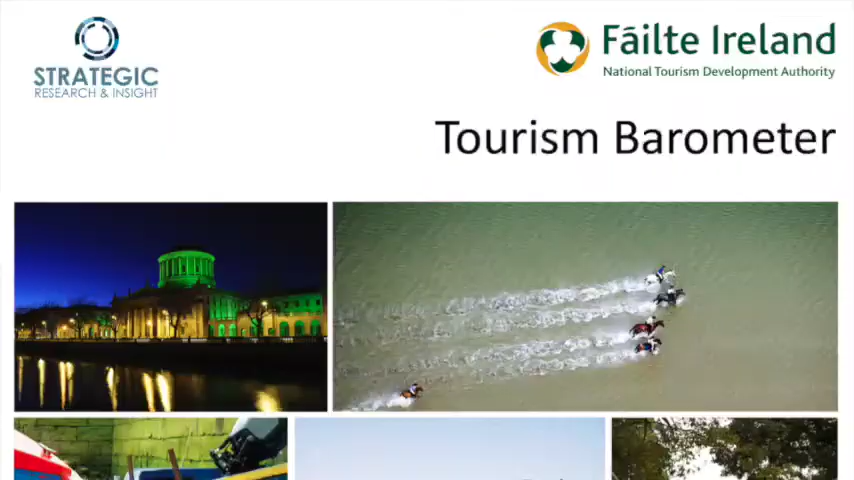 STRATEGIC
RESEARCH & INSIGHT
Fáilte Ireland
National Tourism Development Authority
Tourism Barometer